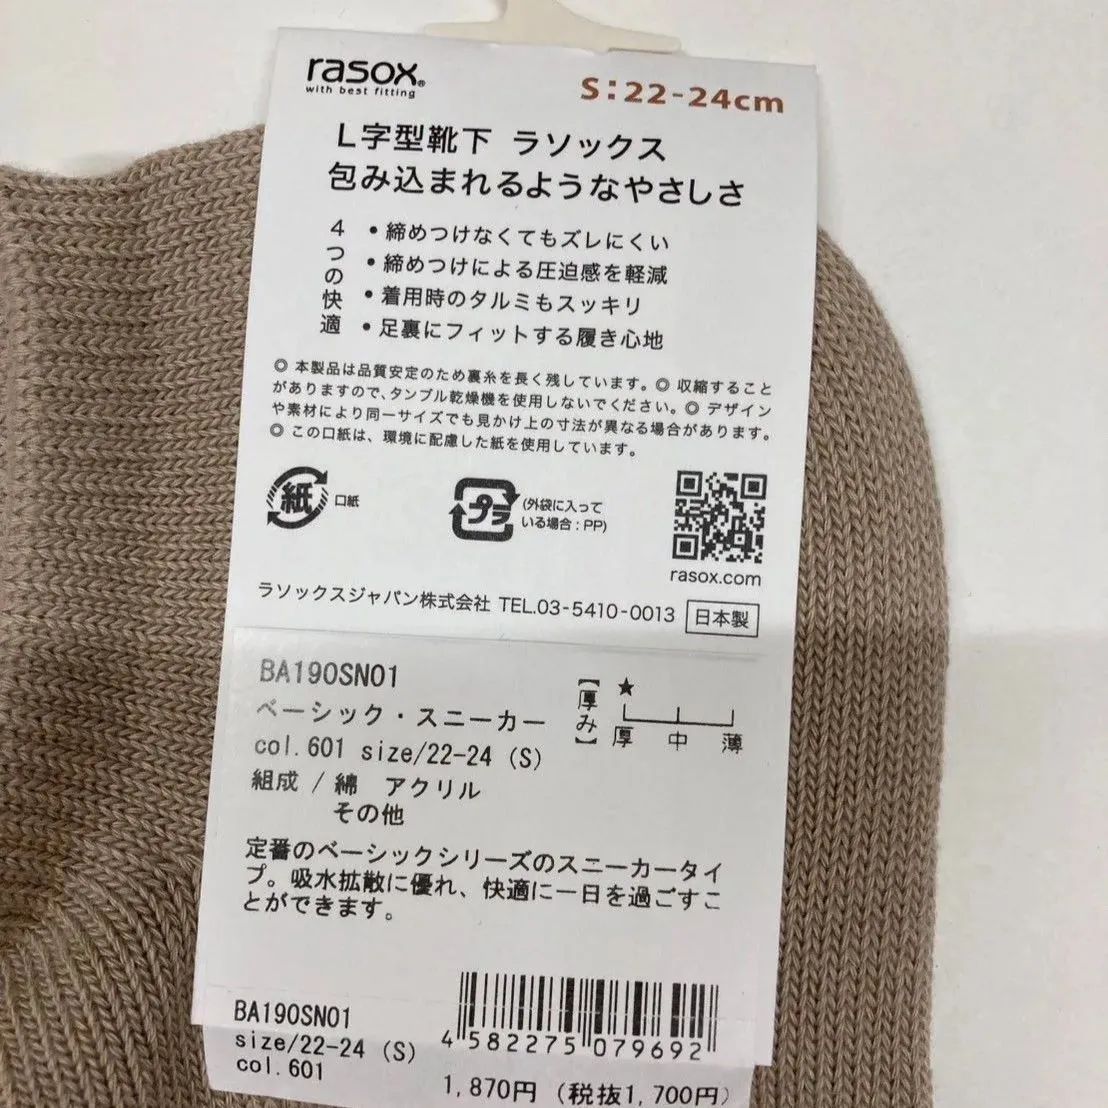 rasox®
with best fitting
S:22-24cm
L字型靴下 ラソックス
包み込まれるようなやさしさ
4つの快適
・締めつけなくてもズレにくい
・締めつけによる圧迫感を軽減
・着用時のタルミもスッキリ
・足裏にフィットする履き心地
◎ 本製品は品質安定のため裏糸を長く残しています。◎ 収縮すること
がありますので、タンブル乾燥機を使用しないでください。◎ デザイン
や素材により同一サイズでも見かけ上の寸法が異なる場合があります。
◎ この口紙は、環境に配慮した紙を使用しています。
紙 口紙
プラ (外袋に入って
いる場合:PP)
rasox.com
ラソックスジャパン株式会社 TEL.03-5410-0013 日本製
BA190SN01
ベーシック・スニーカー
col.601 size/22-24 (S)
組成 / 綿 アクリル
その他
【厚み】
★
厚 中 薄
定番のベーシックシリーズのスニーカータイ
プ。吸水拡散に優れ、快適に一日を過ごすこ
とができます。
BA190SN01
size/22-24 (S)
col.601
4 582275 079692
1,870円 (税抜1,700円)